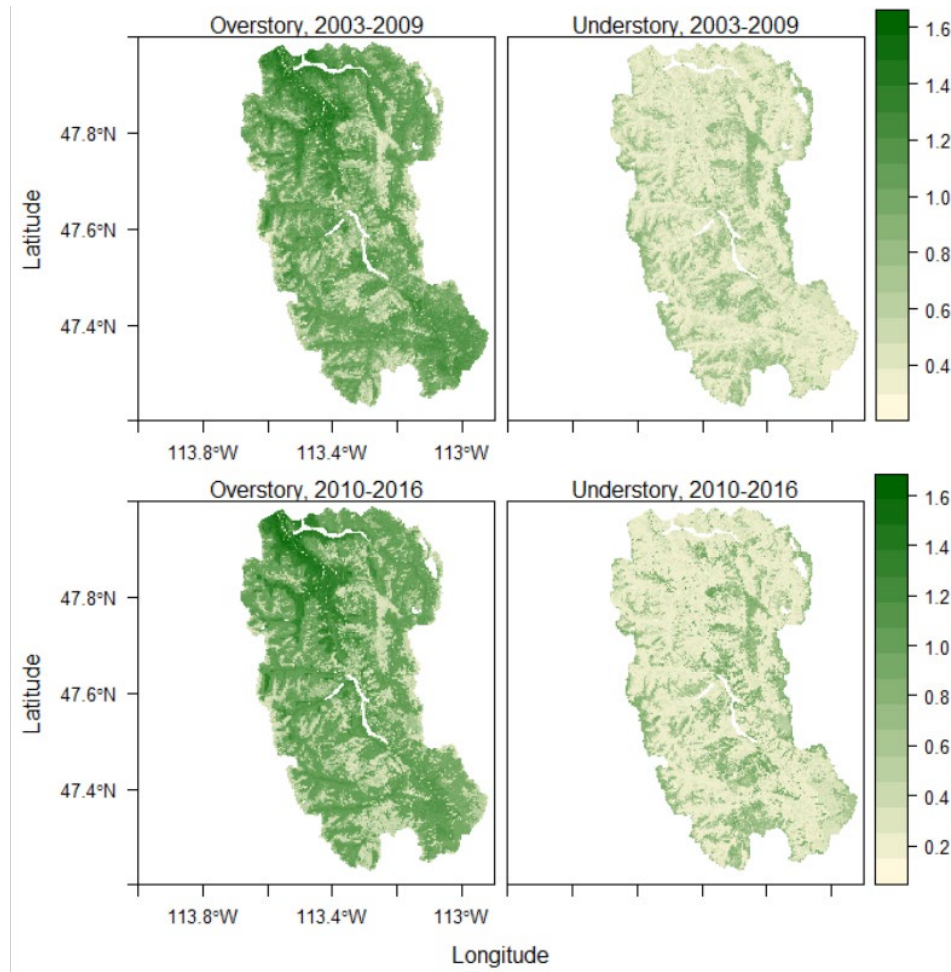 Overstory, 2003-2009
Understory, 2003-2009
1.6
1.4
1.2
1.0
0.8
0.6
0.4
47.8°N
47.6°N
47.4°N
Latitude
113.8°W
113.4°W
113°W
Overstory, 2010-2016
Understory, 2010-2016
1.6
1.4
1.2
1.0
0.8
0.6
0.4
0.2
47.8°N
47.6°N
47.4°N
Latitude
113.8°W
113.4°W
113°W
Longitude